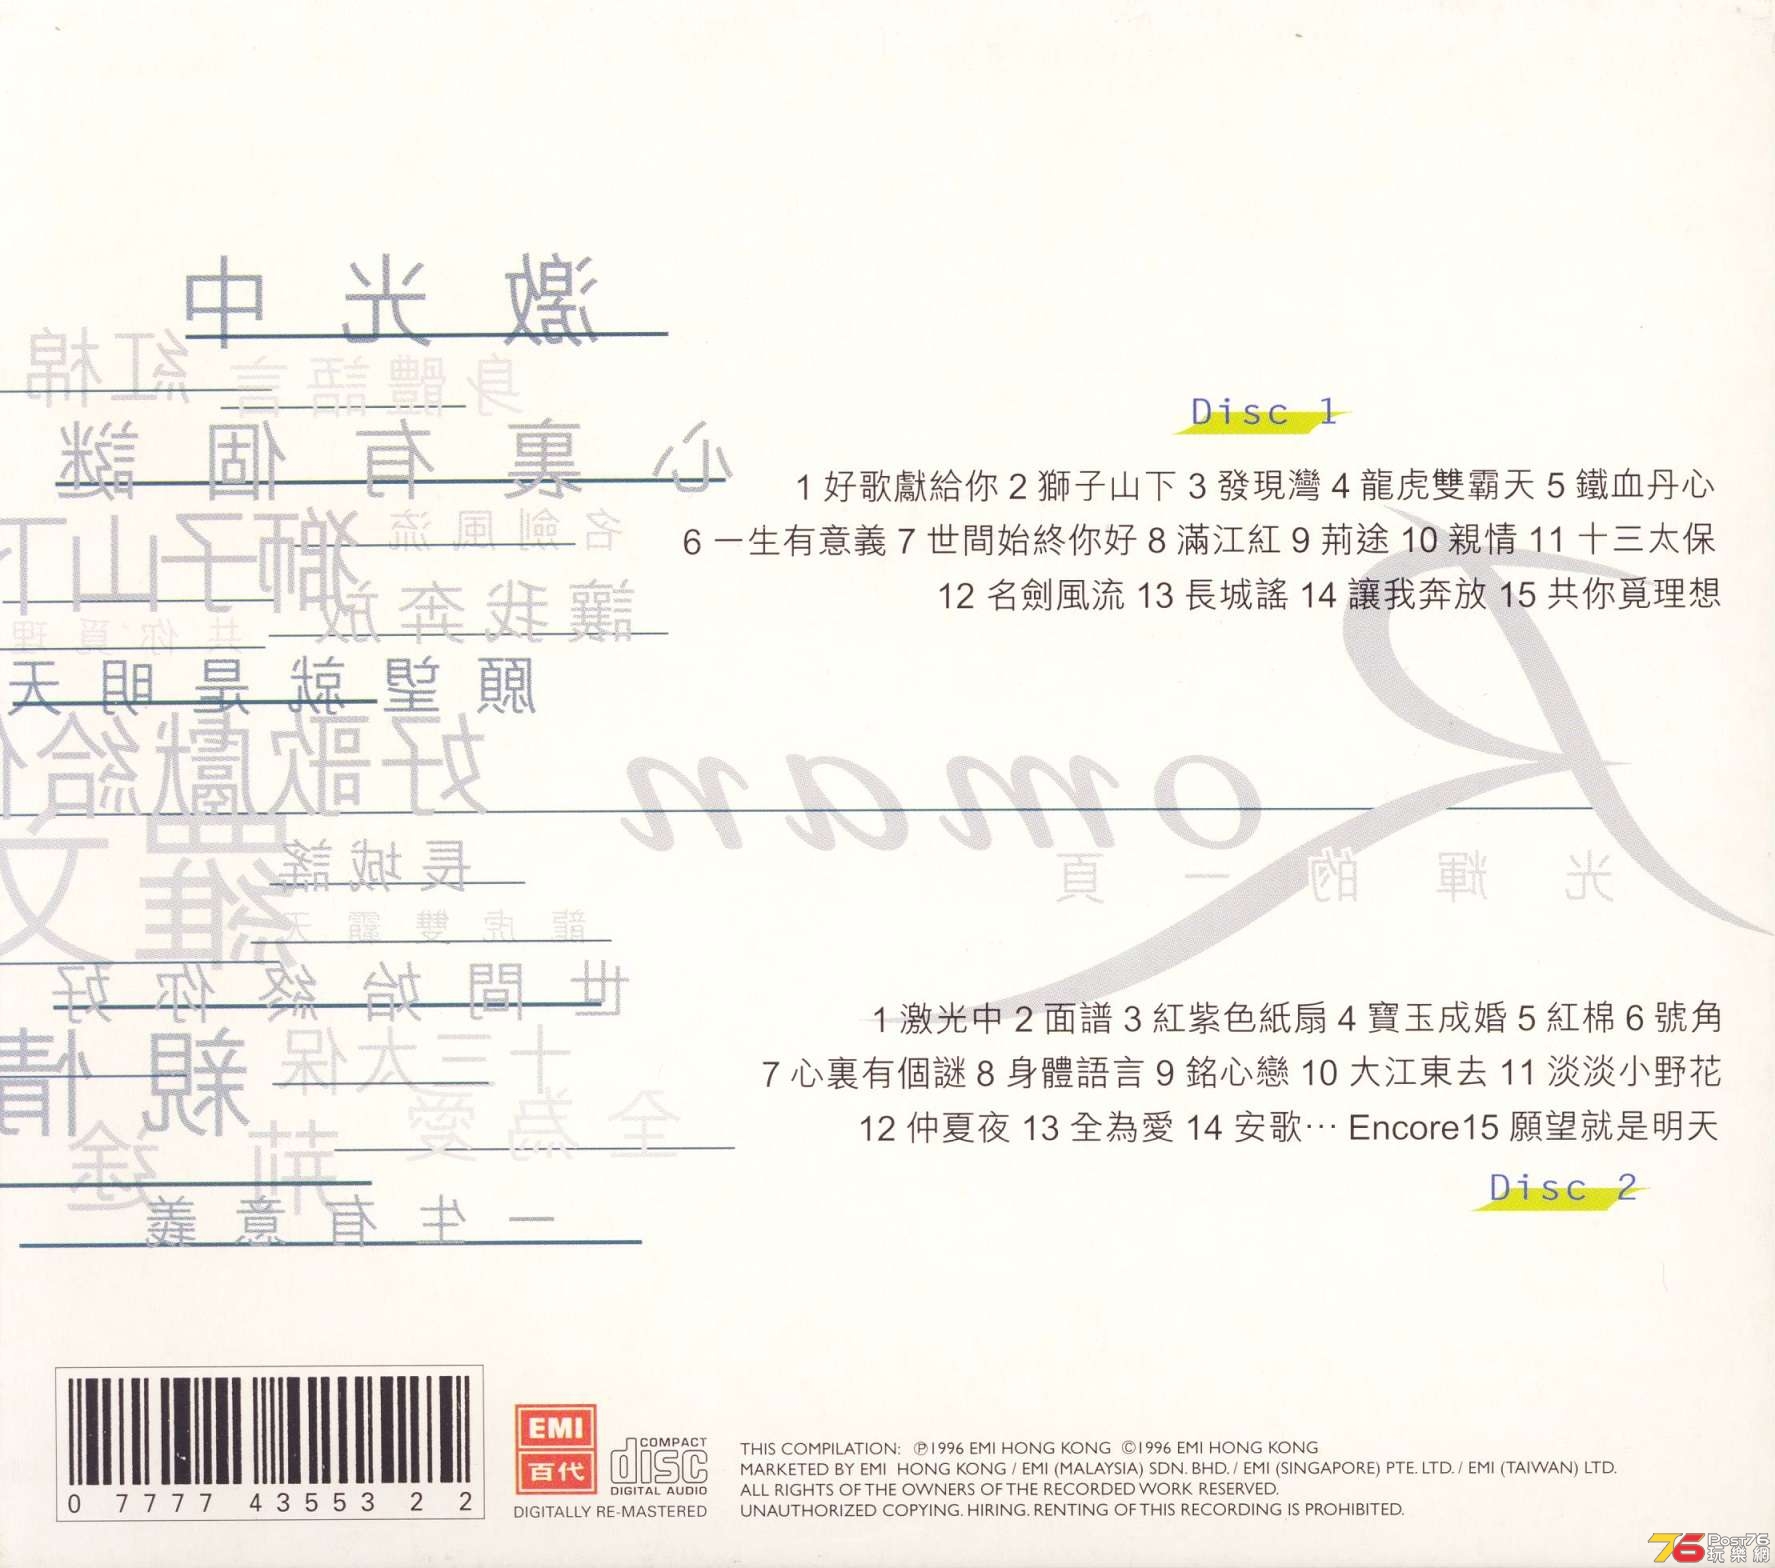 激光中
紅棉
身體語言
心裏有個謎
獅子山下
名劍風流
讓我奔放
共你覓理
願望就是明天
好歌獻給你
Roman
羅文
光輝的一頁
長城謠
龍虎雙霸天
世間始終你好
親情
十三太保
全為愛
荊途
一生有意義
Disc 1
1 好歌獻給你 2 獅子山下 3 發現灣 4 龍虎雙霸天 5 鐵血丹心
6 一生有意義 7 世間始終你好 8 滿江紅 9 荊途 10 親情 11 十三太保
12 名劍風流 13 長城謠 14 讓我奔放 15 共你覓理想
1 激光中 2 面譜 3 紅紫色紙扇 4 寶玉成婚 5 紅棉 6 號角
7 心裏有個謎 8 身體語言 9 銘心戀 10 大江東去 11 淡淡小野花
12 仲夏夜 13 全為愛 14 安歌… Encore15 願望就是明天
Disc 2
0 7777 43553 2 2
EMI
百代
COMPACT
disc
DIGITAL AUDIO
DIGITALLY RE-MASTERED
THIS COMPILATION: ℗1996 EMI HONG KONG ©1996 EMI HONG KONG
MARKETED BY EMI HONG KONG / EMI (MALAYSIA) SDN. BHD. / EMI (SINGAPORE) PTE. LTD. / EMI (TAIWAN) LTD.
ALL RIGHTS OF THE OWNERS OF THE RECORDED WORK RESERVED.
UNAUTHORIZED COPYING. HIRING. RENTING OF THIS RECORDING IS PROHIBITED.
76 Post76
玩樂網